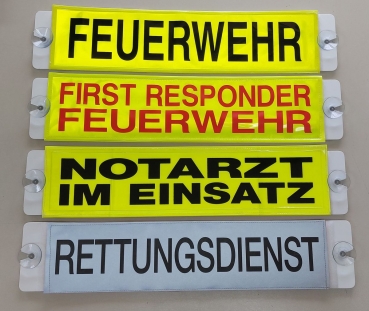 FEUERWEHR
FIRST RESPONDER
FEUERWEHR
NOTARZT
IM EINSATZ
RETTUNGSDIENST